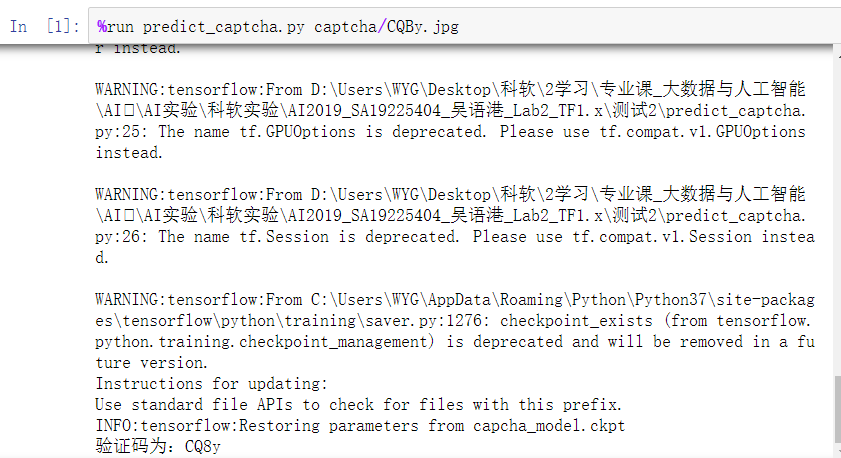 In [1]: %run predict_captcha.py captcha/CQBy.jpg
r instead.
WARNING:tensorflow:From D:\Users\WYG\Desktop\科软\2学习\专业课_大数据与人工智能
\AI\AI实验\科软实验\AI2019_SA19225404_吴语港_Lab2_TF1.x\测试2\predict_captcha.
py:25: The name tf.GPUOptions is deprecated. Please use tf.compat.v1.GPUOptions
instead.
WARNING:tensorflow:From D:\Users\WYG\Desktop\科软\2学习\专业课_大数据与人工智能
\AI\AI实验\科软实验\AI2019_SA19225404_吴语港_Lab2_TF1.x\测试2\predict_captcha.
py:26: The name tf.Session is deprecated. Please use tf.compat.v1.Session instea
d.
WARNING:tensorflow:From C:\Users\WYG\AppData\Roaming\Python\Python37\site-packag
es\tensorflow\python\training\saver.py:1276: checkpoint_exists (from tensorflow.
python.training.checkpoint_management) is deprecated and will be removed in a fu
ture version.
Instructions for updating:
Use standard file APIs to check for files with this prefix.
INFO:tensorflow:Restoring parameters from capcha_model.ckpt
验证码为: CQ8y